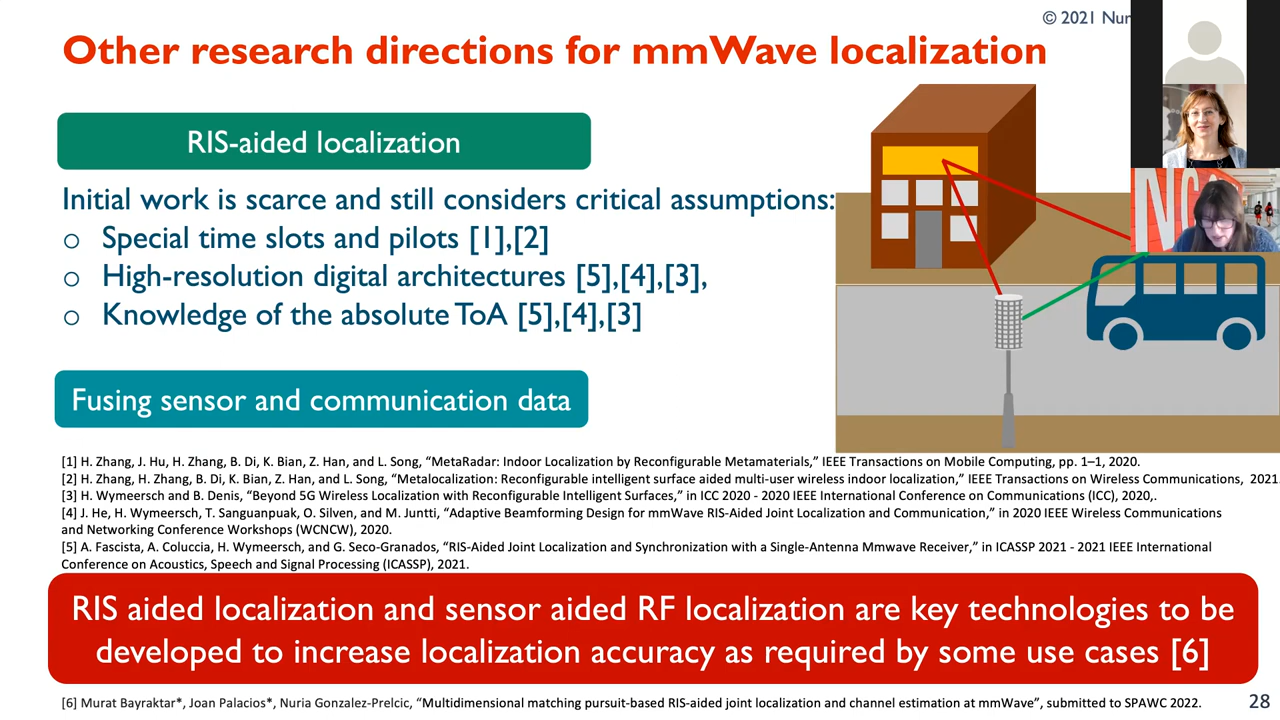 © 2021 Nur
Other research directions for mmWave localization
RIS-aided localization
Initial work is scarce and still considers critical assumptions:
o Special time slots and pilots [1],[2]
o High-resolution digital architectures [5],[4],[3],
o Knowledge of the absolute ToA [5],[4],[3]
Fusing sensor and communication data
[1] H. Zhang, J. Hu, H. Zhang, B. Di, K. Bian, Z. Han, and L. Song, “MetaRadar: Indoor Localization by Reconfigurable Metamaterials,” IEEE Transactions on Mobile Computing, pp. 1–1, 2020.
[2] H. Zhang, H. Zhang, B. Di, K. Bian, Z. Han, and L. Song, “Metalocalization: Reconfigurable intelligent surface aided multi-user wireless indoor localization,” IEEE Transactions on Wireless Communications, 2021
[3] H. Wymeersch and B. Denis, “Beyond 5G Wireless Localization with Reconfigurable Intelligent Surfaces,” in ICC 2020 - 2020 IEEE International Conference on Communications (ICC), 2020,.
[4] J. He, H. Wymeersch, T. Sanguanpuak, O. Silven, and M. Juntti, “Adaptive Beamforming Design for mmWave RIS-Aided Joint Localization and Communication,” in 2020 IEEE Wireless Communications
and Networking Conference Workshops (WCNCW), 2020.
[5] A. Fascista, A. Coluccia, H. Wymeersch, and G. Seco-Granados, “RIS-Aided Joint Localization and Synchronization with a Single-Antenna Mmwave Receiver,” in ICASSP 2021 - 2021 IEEE International
Conference on Acoustics, Speech and Signal Processing (ICASSP), 2021.
RIS aided localization and sensor aided RF localization are key technologies to be
developed to increase localization accuracy as required by some use cases [6]
[6] Murat Bayraktar*, Joan Palacios*, Nuria Gonzalez-Prelcic, “Multidimensional matching pursuit-based RIS-aided joint localization and channel estimation at mmWave”, submitted to SPAWC 2022.
28